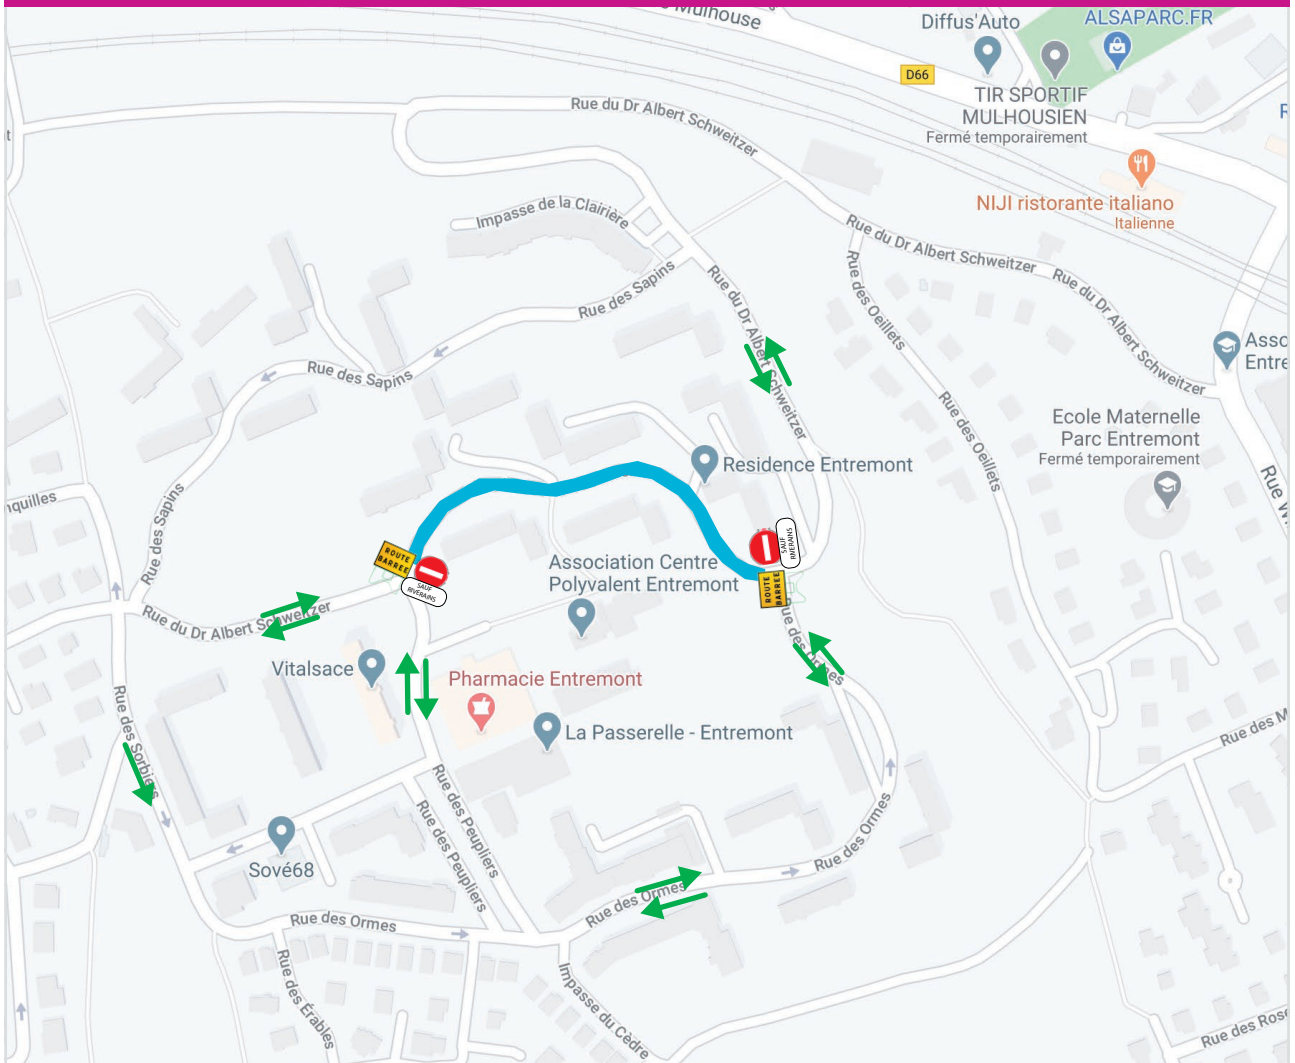 Mulhouse
Diffus'Auto
ALSAPARC.FR
D66
TIR SPORTIF
MULHOUSIEN
Fermé temporairement
Rue du Dr Albert Schweitzer
NIJI ristorante italiano
Italienne
Impasse de la Clairière
Rue du Dr Albert Schweitzer
Rue du Dr Albert Schweitzer
Rue des Oeillets
Rue des Sapins
Rue du Dr Albert Schweitzer
Asso
Entre
Rue des Sapins
Rue des Oeillets
Ecole Maternelle
Parc Entremont
Fermé temporairement
Residence Entremont
Rue W
nquilles
Rue des Sapins
ROUTE
BARRÉE
SAUF
RIVERAINS
SAUF
RIVERAINS
ROUTE
BARRÉE
Association Centre
Polyvalent Entremont
Rue du Dr Albert Schweitzer
Rue des Ormes
Vitalsace
Pharmacie Entremont
La Passerelle - Entremont
Rue des Sorbiers
Rue des M
Rue des Peupliers
Rue des Peupliers
Sové68
Rue des Ormes
Rue des Ormes
Rue des Ormes
Rue des Érables
Impasse du Cèdre
Rue des Rose